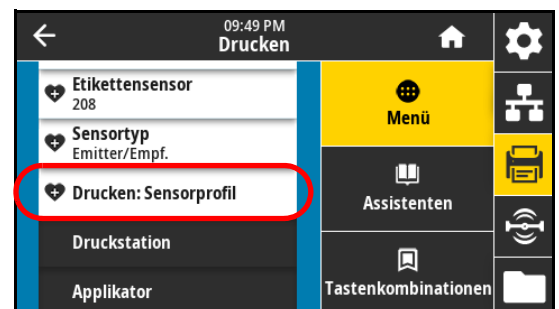 09:49 PM
Drucken
Etikettensensor
208
Sensortyp
Emitter/Empf.
Drucken: Sensorprofil
Druckstation
Applikator
Menü
Assistenten
Tastenkombinationen